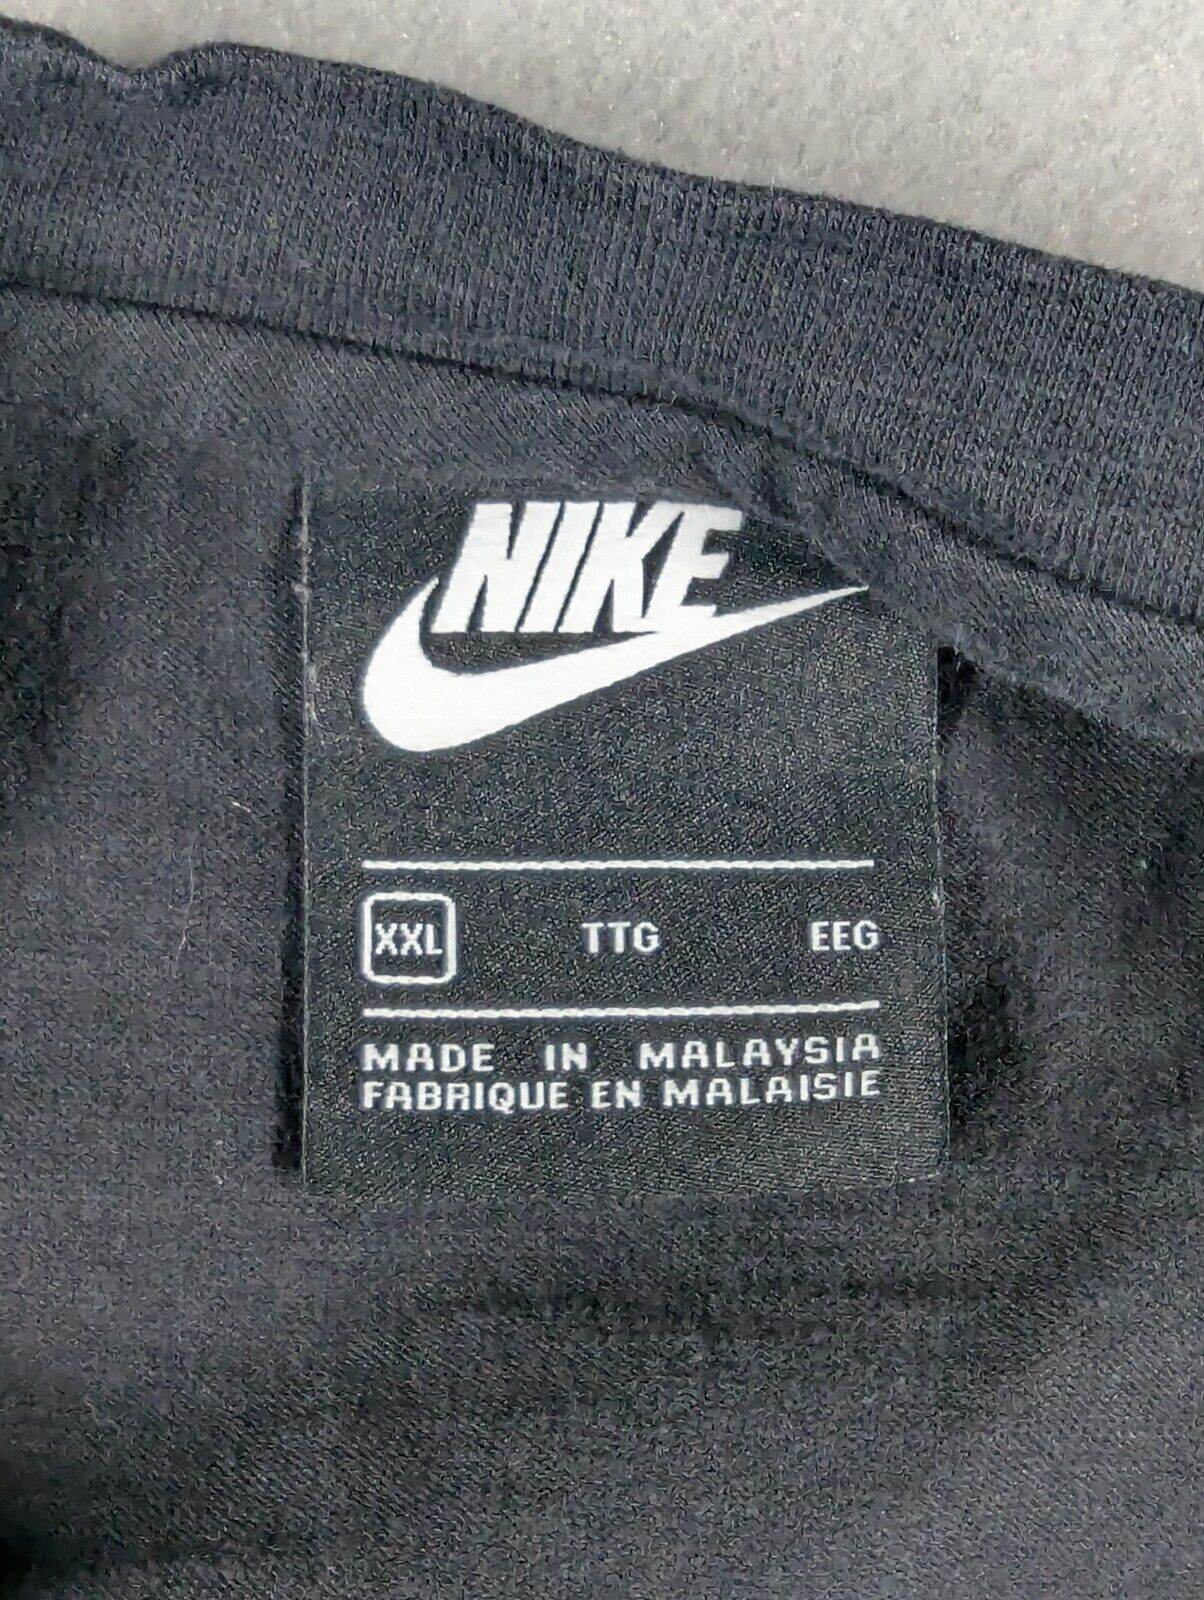 NIKE
XXL TTG EEG
MADE IN MALAYSIA
FABRIQUE EN MALAISIE